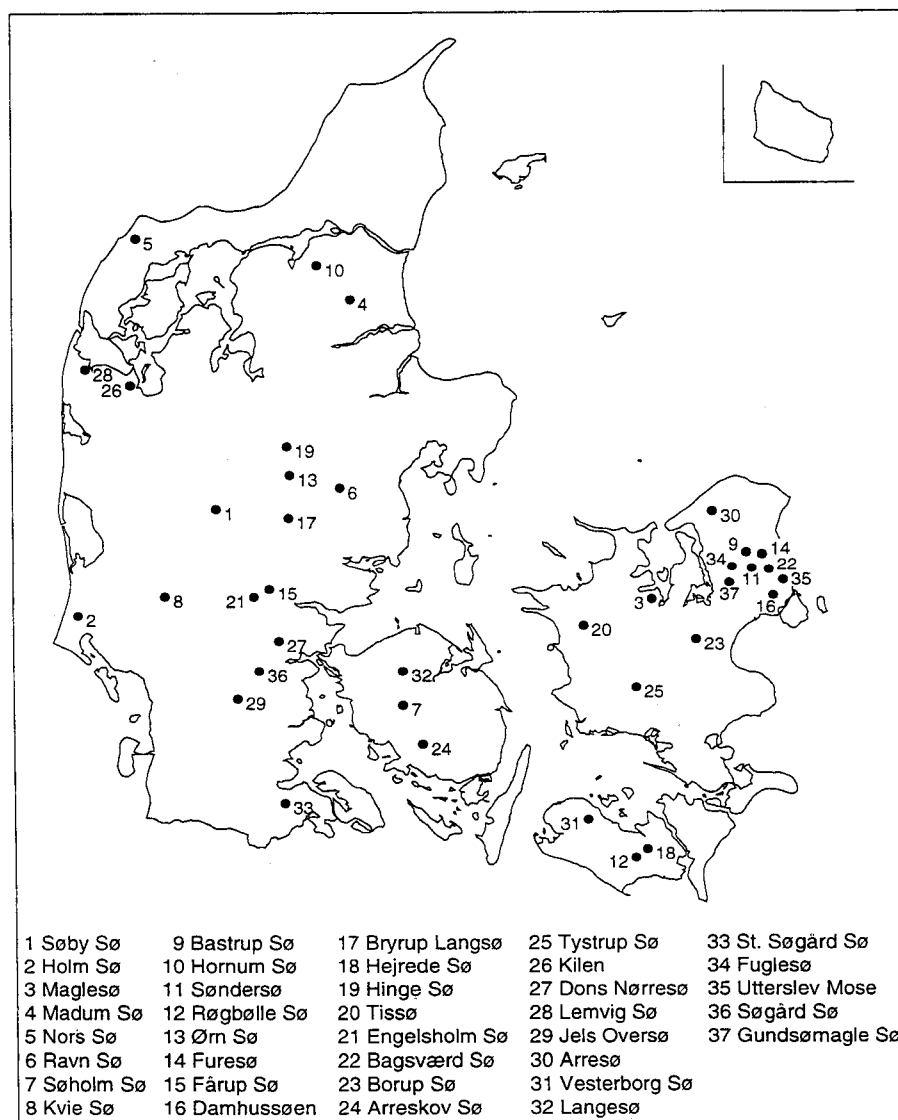 5
10
4
28
26
19
13
6
1
17
30
9
14
34
11
22
35
37
16
3
15
21
8
2
20
23
27
36
32
29
7
25
24
33
31
18
12
1 Søby Sø
2 Holm Sø
3 Maglesø
4 Madum Sø
5 Nors Sø
6 Ravn Sø
7 Søholm Sø
8 Kvie Sø
9 Bastrup Sø
10 Hornum Sø
11 Søndersø
12 Røgbølle Sø
13 Ørn Sø
14 Furesø
15 Fårup Sø
16 Damhussøen
17 Bryrup Langsø
18 Hejrede Sø
19 Hinge Sø
20 Tissø
21 Engelsholm Sø
22 Bagsværd Sø
23 Borup Sø
24 Arreskov Sø
25 Tystrup Sø
26 Kilen
27 Dons Nørresø
28 Lemvig Sø
29 Jels Oversø
30 Arresø
31 Vesterborg Sø
32 Langesø
33 St. Søgård Sø
34 Fuglesø
35 Utterslev Mose
36 Søgård Sø
37 Gundsømagle Sø